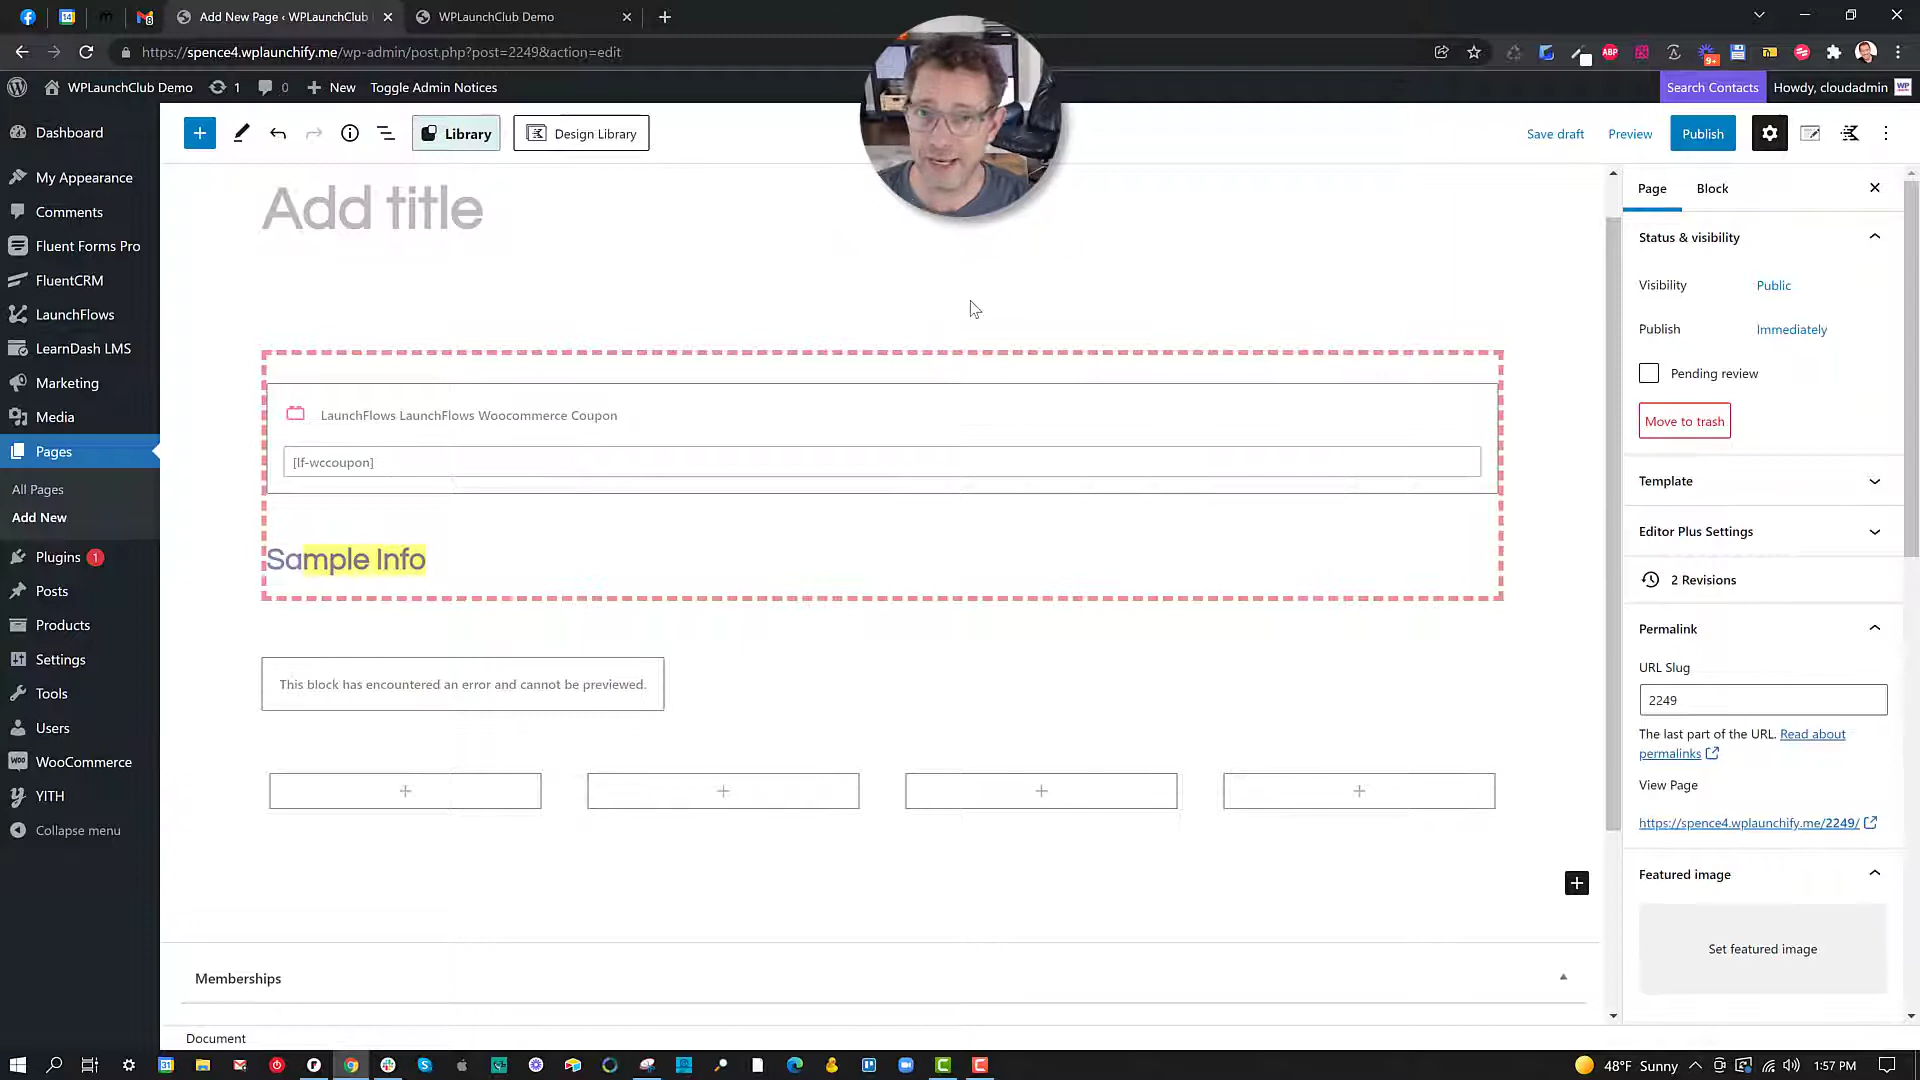 Add New Page ‹ WPLaunchClub
WPLaunchClub Demo
https://spence4.wplaunchify.me/wp-admin/post.php?post=2249&action=edit
ABP
9+
WPLaunchClub Demo
1
0
New
Toggle Admin Notices
Search Contacts
Howdy, cloudadmin
Dashboard
My Appearance
Comments
Fluent Forms Pro
FluentCRM
LaunchFlows
LearnDash LMS
Marketing
Media
Pages
All Pages
Add New
Plugins 1
Posts
Products
Settings
Tools
Users
WooCommerce
YITH
Collapse menu
Library
Design Library
Save draft
Preview
Publish
Add title
LaunchFlows LaunchFlows Woocommerce Coupon
[lf-wccoupon]
Sample Info
This block has encountered an error and cannot be previewed.
Memberships
Document
Page
Block
Status & visibility
Visibility
Public
Publish
Immediately
Pending review
Move to trash
Template
Editor Plus Settings
2 Revisions
Permalink
URL Slug
2249
The last part of the URL. Read about
permalinks
View Page
https://spence4.wplaunchify.me/2249/
Featured image
Set featured image
48°F Sunny
1:57 PM